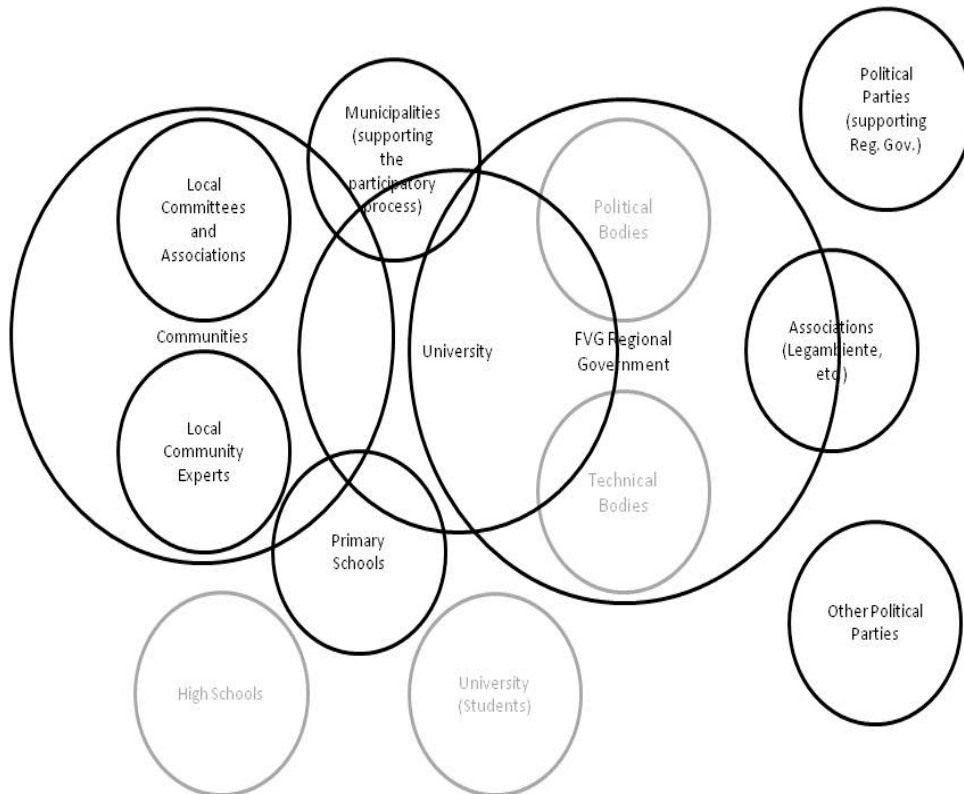 Political
Parties
(supporting
Reg. Gov.)
Municipalities
(supporting
the
participatory
process)
Local
Committees
and
Associations
Political
Bodies
Communities
University
FVG Regional
Government
Associations
(Legambiente,
etc)
Local
Community
Experts
Technical
Bodies
Primary
Schools
Other Political
Parties
High Schools
University
(Students)